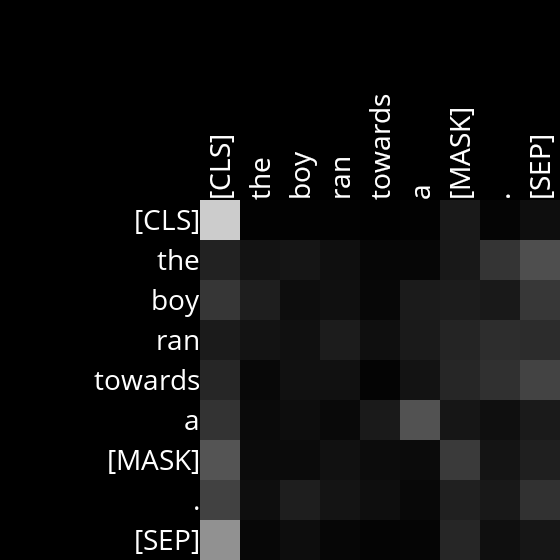 [CLS] the boy ran towards a [MASK] . [SEP]
[CLS]
the
boy
ran
towards
a
[MASK]
.
[SEP]